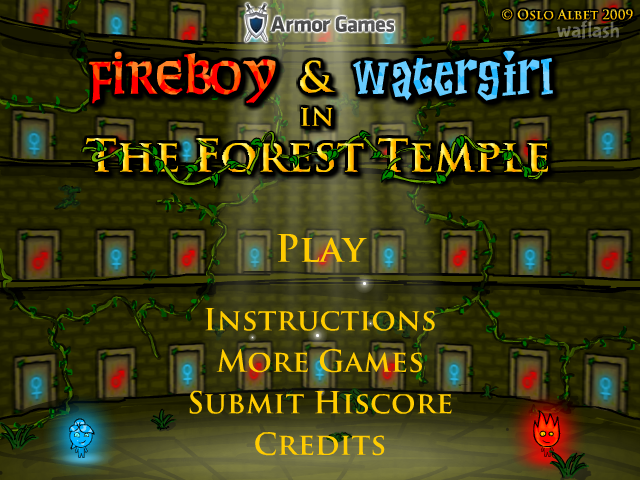 Armor Games
© Oslo Albet 2009
waflash
Fireboy & Watergirl
in
The Forest Temple
Play
Instructions
More Games
Submit Hiscore
Credits